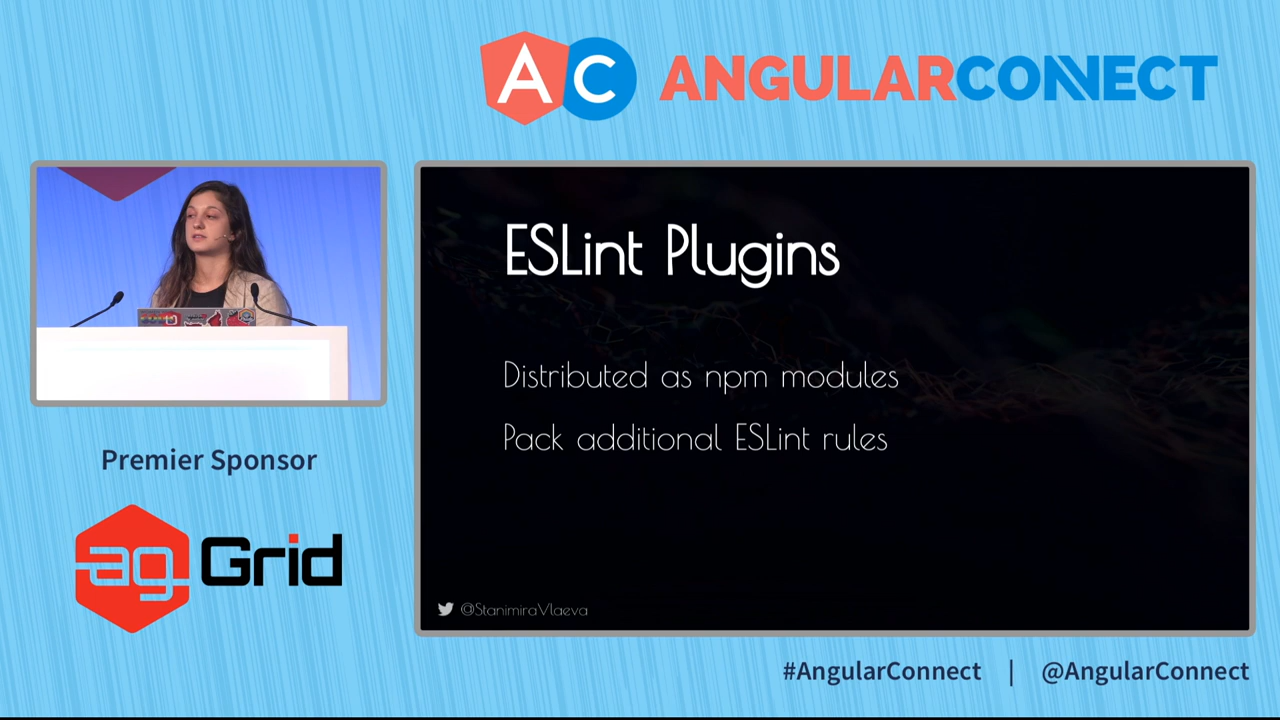 AC ANGULARCONNECT
ESLint Plugins
Distributed as npm modules
Pack additional ESLint rules
@StanimiraVlaeva
Premier Sponsor
ag Grid
#AngularConnect | @AngularConnect